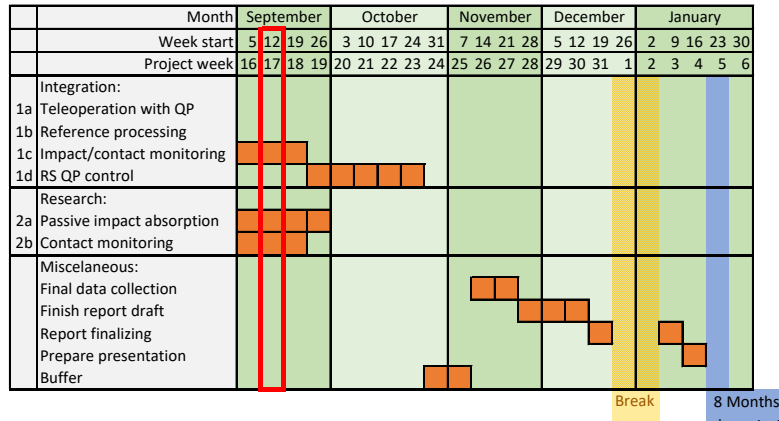 Month September October November December January
Week start 5 12 19 26 3 10 17 24 31 7 14 21 28 5 12 19 26 2 9 16 23 30
Project week 16 17 18 19 20 21 22 23 24 25 26 27 28 29 30 31 1 2 3 4 5 6
Integration:
1a Teleoperation with QP
1b Reference processing
1c Impact/contact monitoring
1d RS QP control
Research:
2a Passive impact absorption
2b Contact monitoring
Miscelaneous:
Final data collection
Finish report draft
Report finalizing
Prepare presentation
Buffer
Break 8 Months